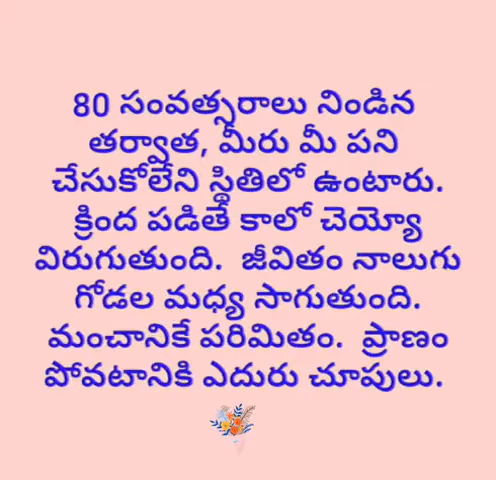 80 సంవత్సరాలు నిండిన
తర్వాత, మీరు మీ పని
చేసుకోలేని స్థితిలో ఉంటారు.
క్రింద పడితే కాలో చెయ్యో
విరుగుతుంది. జీవితం నాలుగు
గోడల మధ్య సాగుతుంది.
మంచానికే పరిమితం. ప్రాణం
పోవటానికి ఎదురు చూపులు.